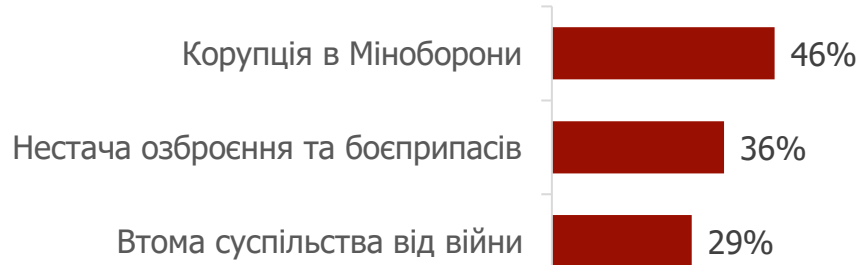 Корупція в Міноборони 46%
Нестача озброєння та боєприпасів 36%
Втома суспільства від війни 29%